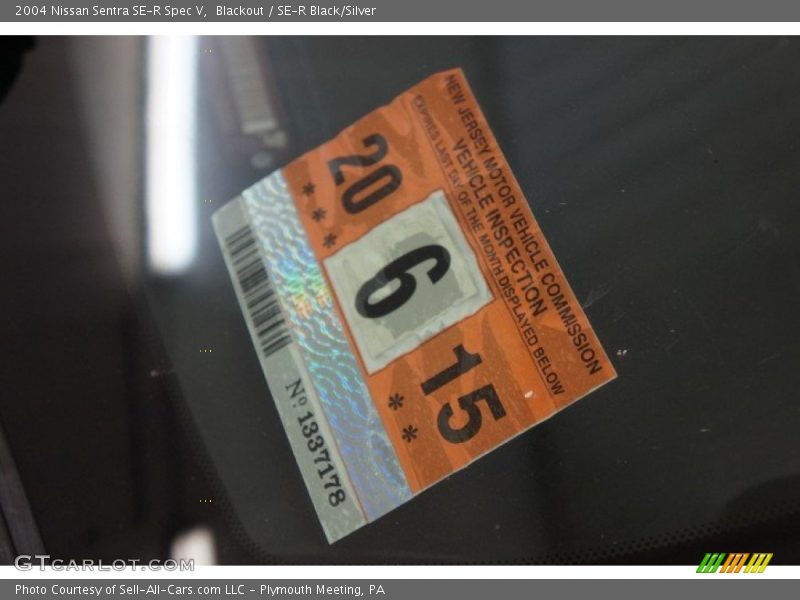 2004 Nissan Sentra SE-R Spec V,  Blackout / SE-R Black/Silver
NEW JERSEY MOTOR VEHICLE COMMISSION
VEHICLE INSPECTION
EXPIRES LAST DAY OF THE MONTH DISPLAYED BELOW
20 6 15
*** **
№ 1337178
GTCARLOT.COM
Photo Courtesy of Sell-All-Cars.com LLC - Plymouth Meeting, PA